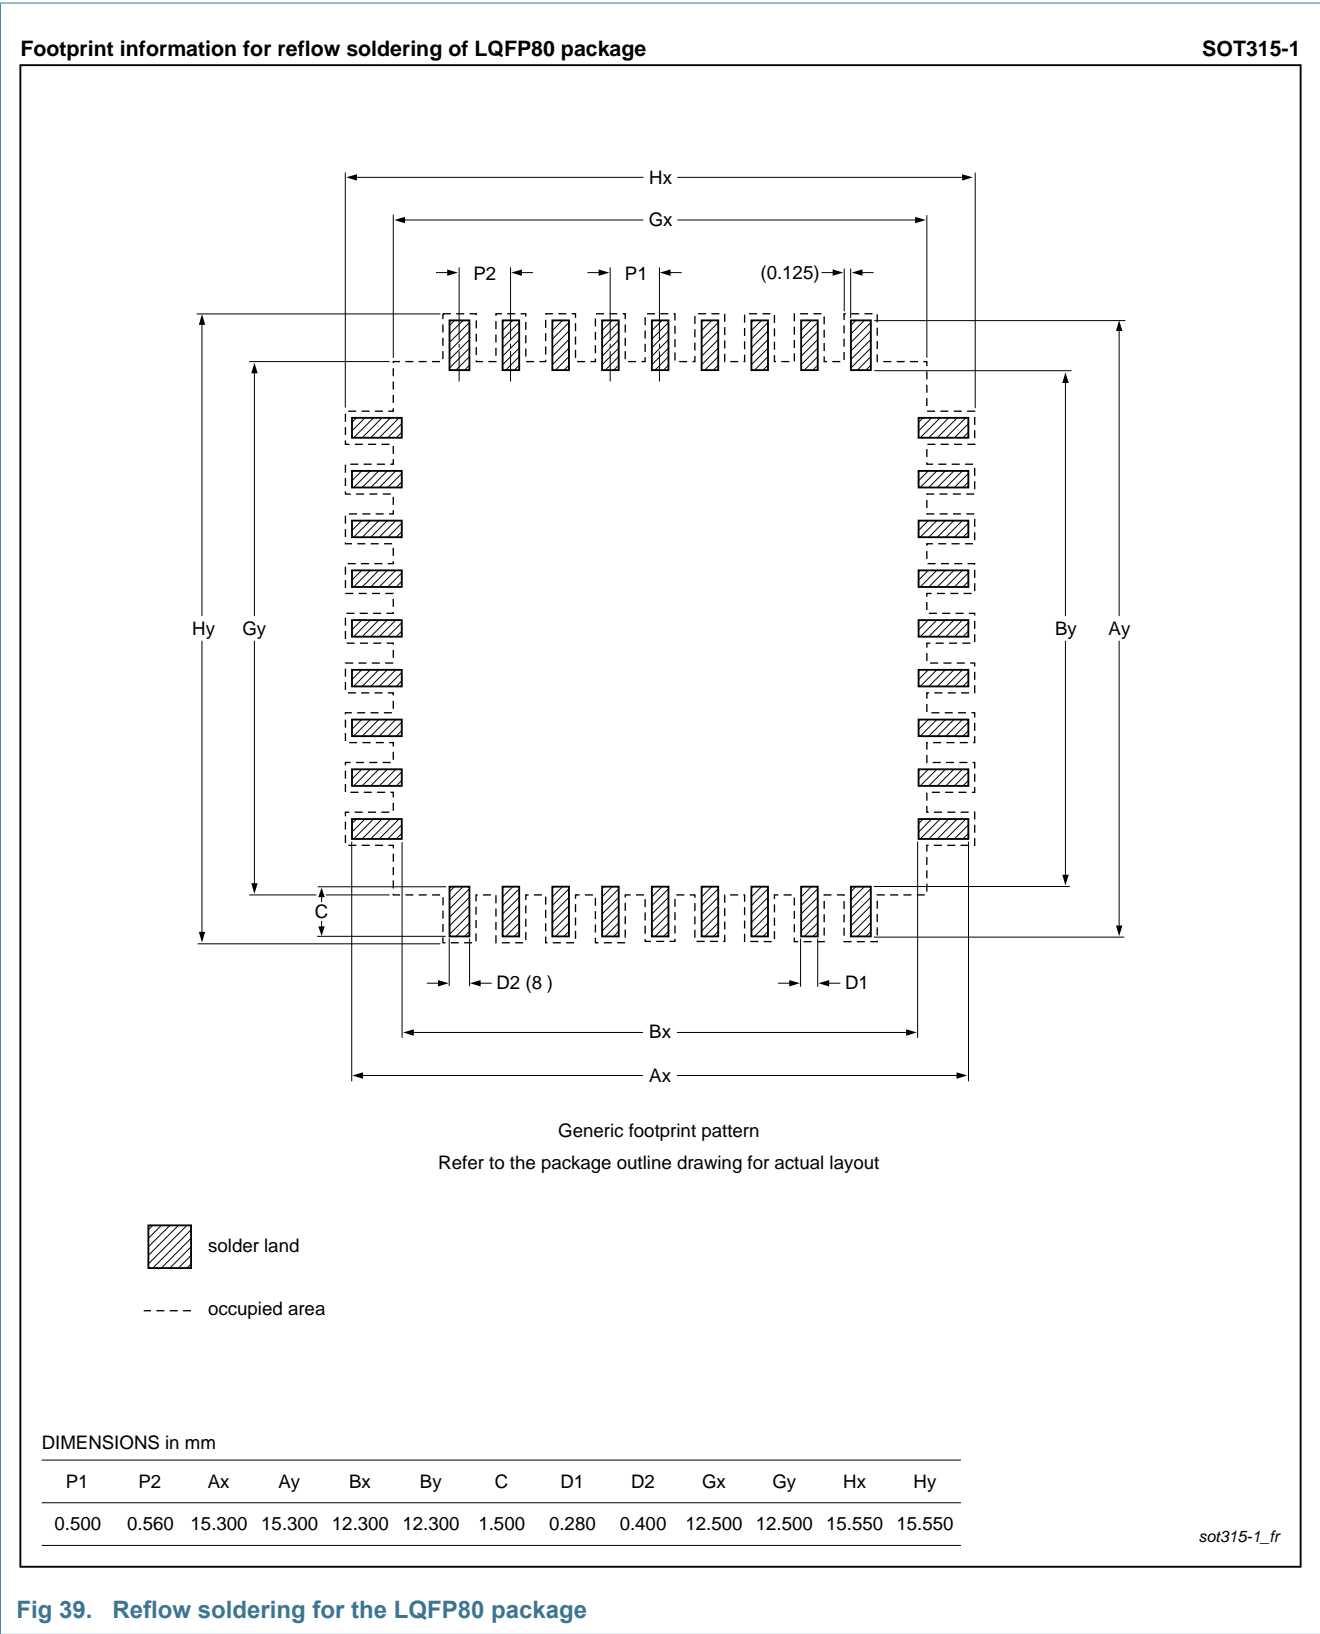 Footprint information for reflow soldering of LQFP80 package SOT315-1
Hx
Gx
P2 P1 (0.125)
Hy Gy By Ay
C
D2 (8 ) D1
Bx
Ax
Generic footprint pattern
Refer to the package outline drawing for actual layout
solder land
occupied area
DIMENSIONS in mm
P1 P2 Ax Ay Bx By C D1 D2 Gx Gy Hx Hy
0.500 0.560 15.300 15.300 12.300 12.300 1.500 0.280 0.400 12.500 12.500 15.550 15.550
sot315-1_fr
Fig 39. Reflow soldering for the LQFP80 package